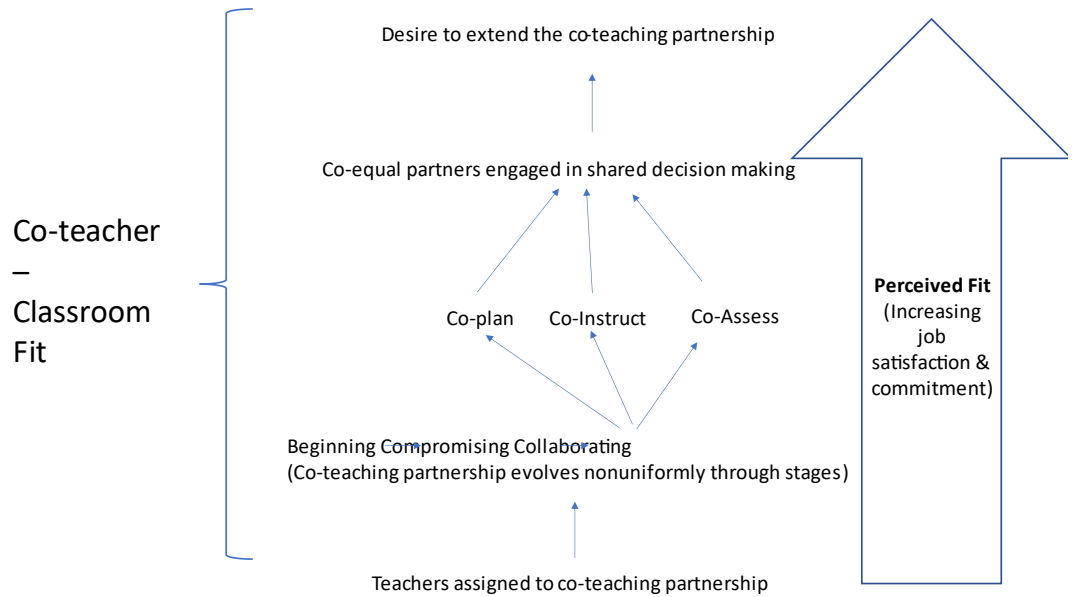 Desire to extend the co-teaching partnership
Co-equal partners engaged in shared decision making
Co-teacher
–
Classroom
Fit
Co-plan
Co-Instruct
Co-Assess
Perceived Fit
(Increasing
job
satisfaction &
commitment)
Beginning Compromising Collaborating
(Co-teaching partnership evolves nonuniformly through stages)
Teachers assigned to co-teaching partnership